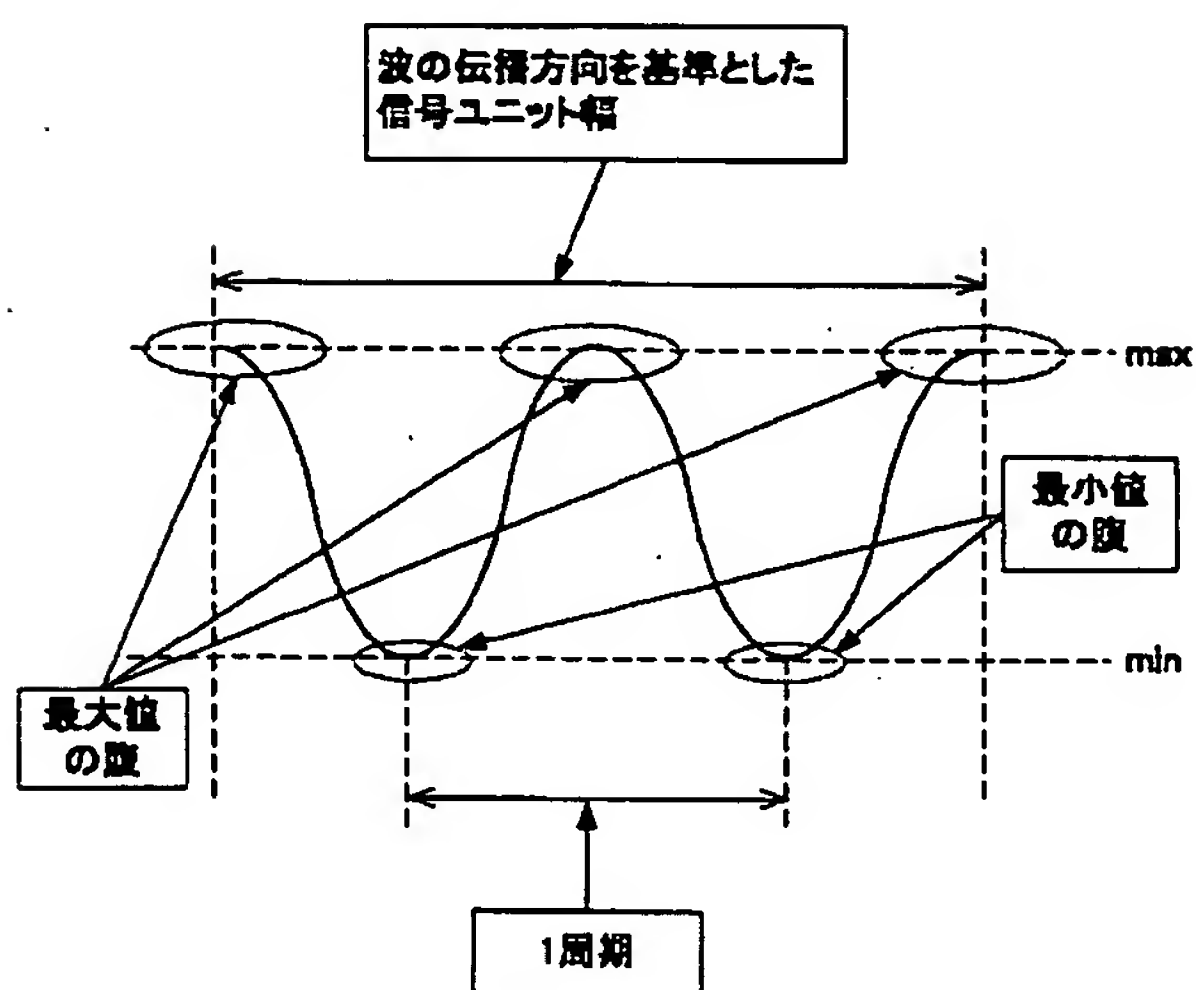 波の伝播方向を基準とした
信号ユニット幅
max
最小値
の腹
min
最大値
の腹
1周期